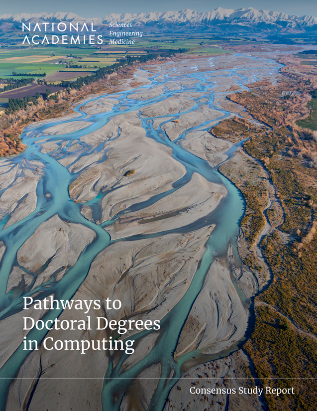 NATIONAL
ACADEMIES
Sciences
Engineering
Medicine
Pathways to
Doctoral Degrees
in Computing
Consensus Study Report